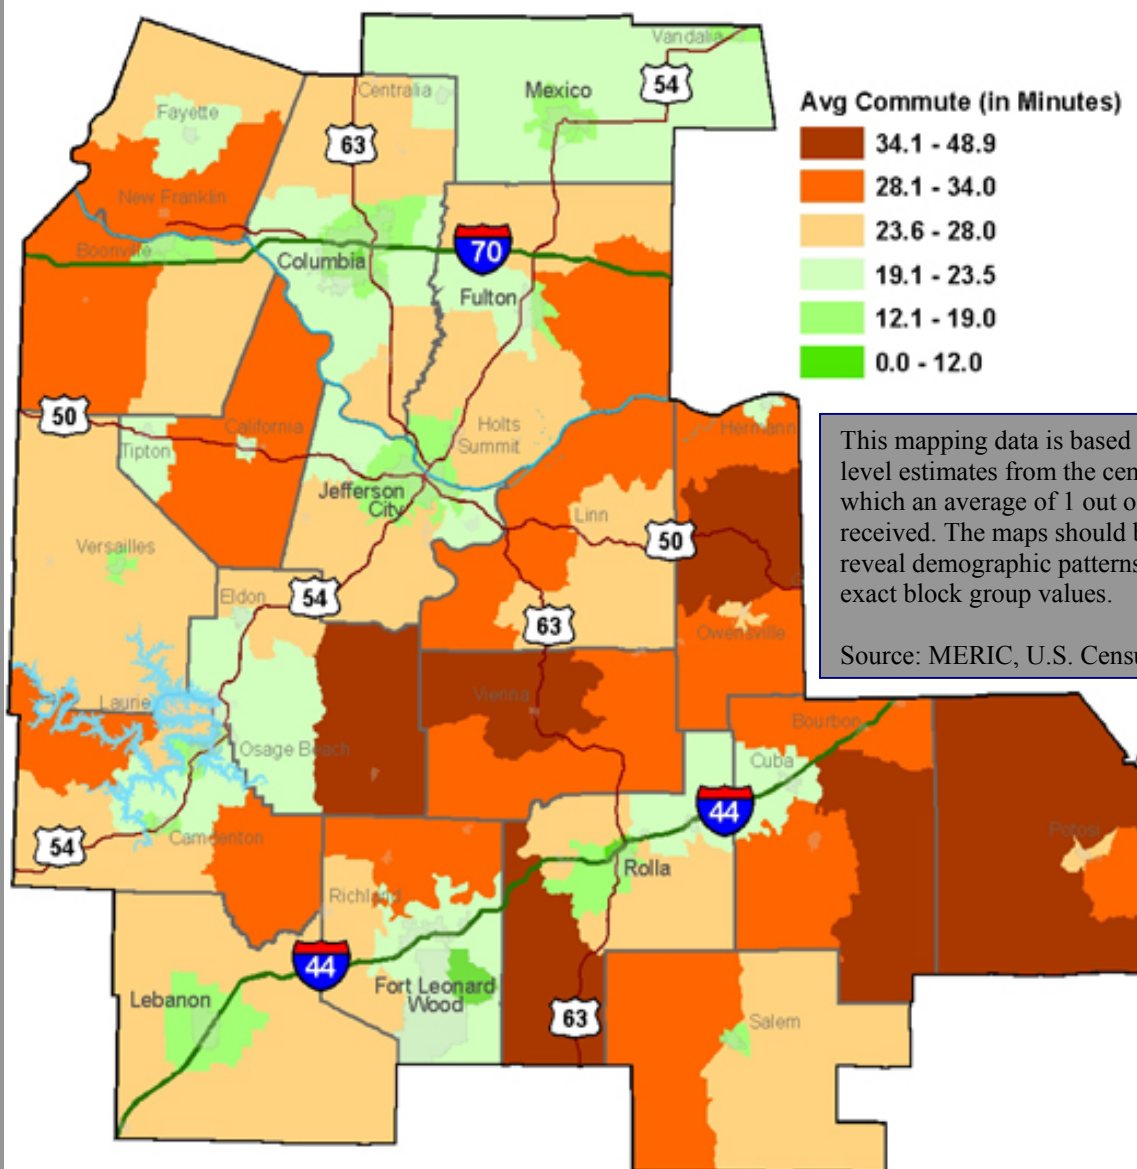 Vandalia
54
Centralia
Mexico
Fayette
63
Avg Commute (in Minutes)
34.1 - 48.9
28.1 - 34.0
23.6 - 28.0
19.1 - 23.5
12.1 - 19.0
0.0 - 12.0
New Franklin
Boonville
70
Columbia
Fulton
50
California
Tipton
Holts
Summit
Hermann
This mapping data is based
level estimates from the cen
which an average of 1 out o
received. The maps should b
reveal demographic patterns
exact block group values.
Source: MERIC, U.S. Censu
Jefferson
City
Linn
50
Versailles
Eldon
54
63
Owensville
Vienna
Laurie
Osage Beach
Bourbon
Cuba
44
54
Camdenton
Rolla
Potosi
Richland
44
Lebanon
Fort Leonard
Wood
63
Salem